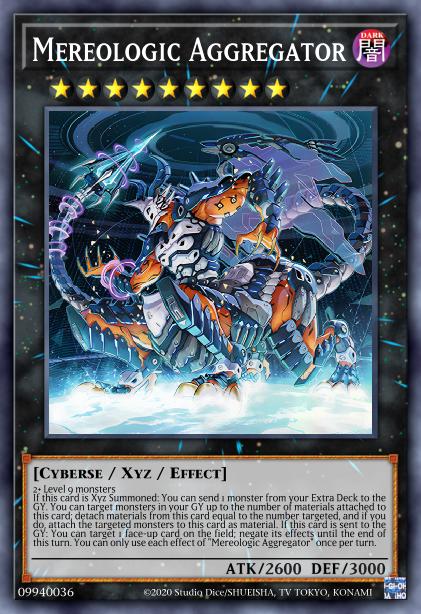 Mereologic Aggregator
DARK
闇
[Cyberse / Xyz / Effect]
2+ Level 9 monsters
If this card is Xyz Summoned: You can send 1 monster from your Extra Deck to the
GY. You can target monsters in your GY up to the number of materials attached to
this card; detach materials from this card equal to the number targeted, and if you
do, attach the targeted monsters to this card as material. If this card is sent to the
GY: You can target 1 face-up card on the field; negate its effects until the end of
this turn. You can only use each effect of "Mereologic Aggregator" once per turn.
ATK/2600 DEF/3000
09940036 ©2020 Studio Dice/SHUEISHA, TV TOKYO, KONAMI